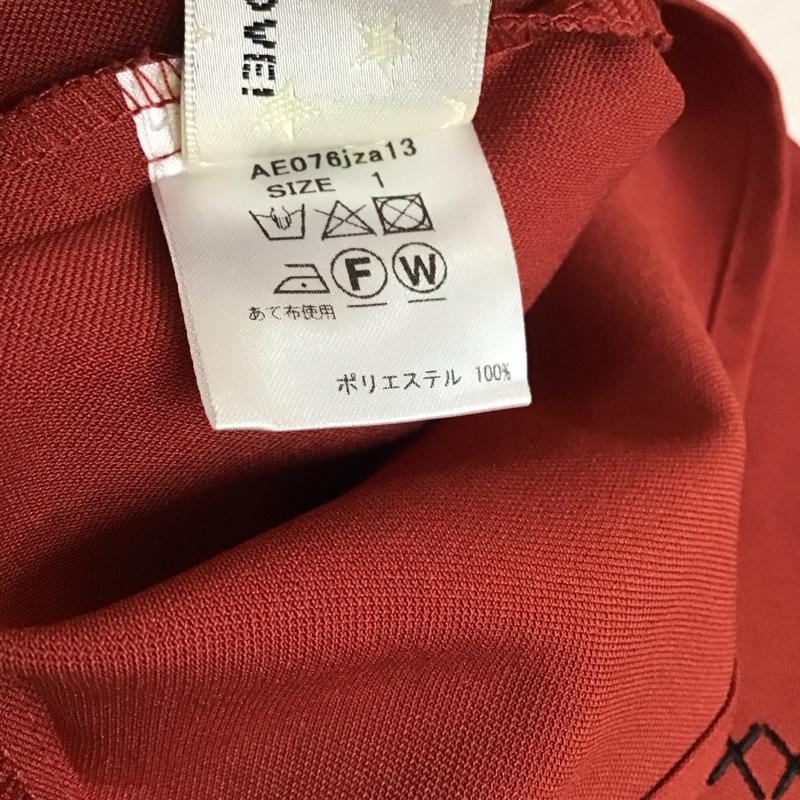 AE076jza13
SIZE 1
F W
あて布使用
ポリエステル 100%